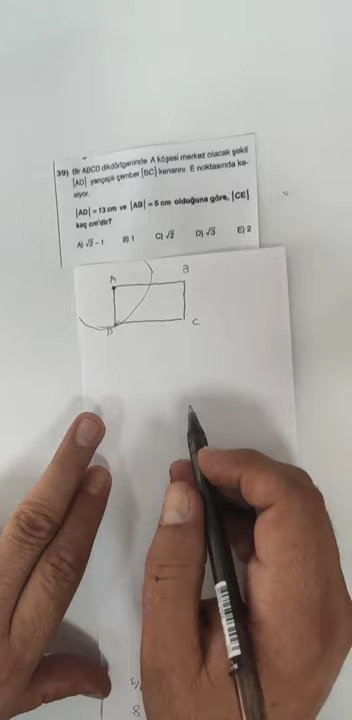 39) Bir ABCD dikdörtgeninde A köşesi merkez olacak şekil
[AD] yarıçaplı çember [BC] kenarını E noktasında ke-
siyor.
|AD| = 13 cm ve |AB| = 5 cm olduğuna göre, |CE|
kaç cm'dir?
A) √2 - 1 B) 1 C) √2 D) √3 E) 2
A B
D C
8